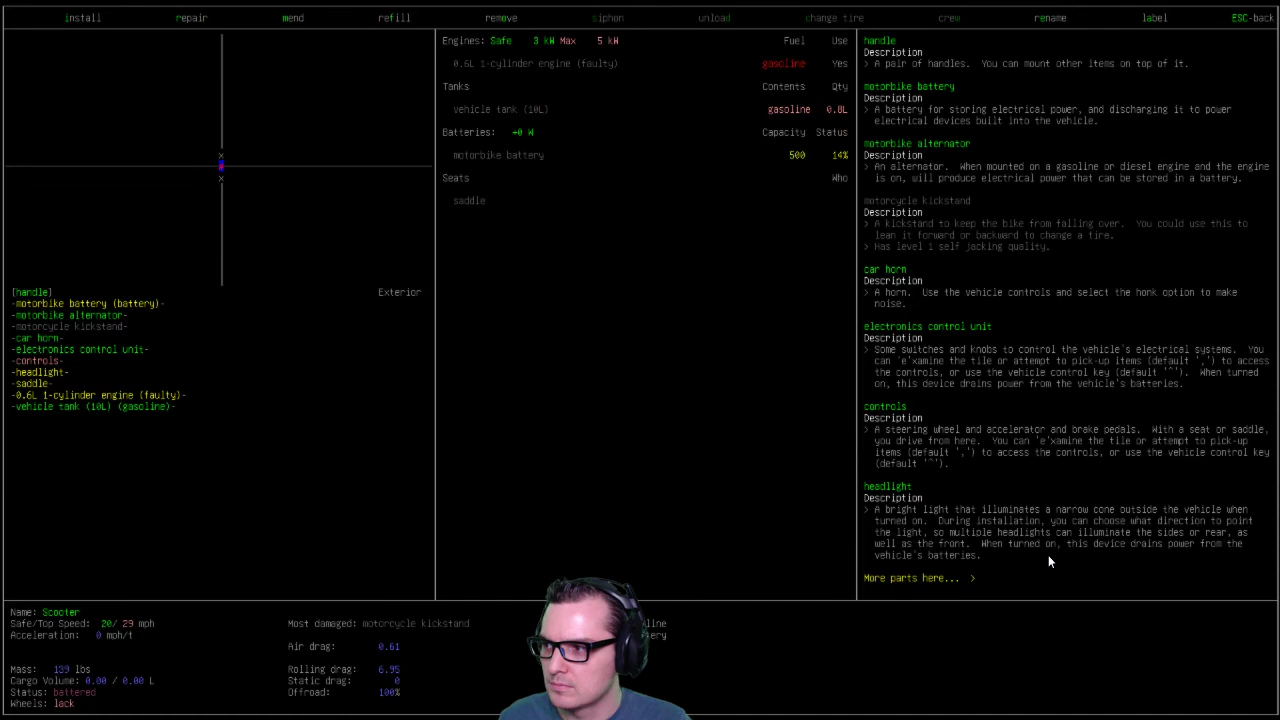 install repair mend refill remove siphon unload change tire crew rename label ESC-back
[handle] Exterior
-motorbike battery (battery)-
-motorbike alternator-
-motorcycle kickstand-
-car horn-
-electronics control unit-
-controls-
-headlight-
-saddle-
-0.6L 1-cylinder engine (faulty)-
-vehicle tank (10L) (gasoline)-
Engines: Safe 3 kW Max 5 kW Fuel Use
0.6L 1-cylinder engine (faulty) gasoline Yes
Tanks Contents Qty
vehicle tank (10L) gasoline 0.8L
Batteries: +0 W Capacity Status
motorbike battery 500 14%
Seats Who
saddle
handle
Description
> A pair of handles. You can mount other items on top of it.
motorbike battery
Description
> A battery for storing electrical power, and discharging it to power
electrical devices built into the vehicle.
motorbike alternator
Description
> An alternator. When mounted on a gasoline or diesel engine and the engine
is on, will produce electrical power that can be stored in a battery.
motorcycle kickstand
Description
> A kickstand to keep the bike from falling over. You could use this to
lean it forward or backward to change a tire.
> Has level 1 self jacking quality.
car horn
Description
> A horn. Use the vehicle controls and select the honk option to make
noise.
electronics control unit
Description
> Some switches and knobs to control the vehicle's electrical systems. You
can 'e'xamine the tile or attempt to pick-up items (default ',') to access
the controls, or use the vehicle control key (default '^'). When turned
on, this device drains power from the vehicle's batteries.
controls
Description
> A steering wheel and accelerator and brake pedals. With a seat or saddle,
you drive from here. You can 'e'xamine the tile or attempt to pick-up
items (default ',') to access the controls, or use the vehicle control key
(default '^').
headlight
Description
> A bright light that illuminates a narrow cone outside the vehicle when
turned on. During installation, you can choose what direction to point
the light, so multiple headlights can illuminate the sides or rear, as
well as the front. When turned on, this device drains power from the
vehicle's batteries.
More parts here... >
Name: Scooter
Safe/Top Speed: 20/ 29 mph
Acceleration: 0 mph/t
Mass: 139 lbs
Cargo Volume: 0.00 / 0.00 L
Status: battered
Wheels: lack
Most damaged: motorcycle kickstand
Air drag: 0.61
Rolling drag: 6.95
Static drag: 0
Offroad: 100%